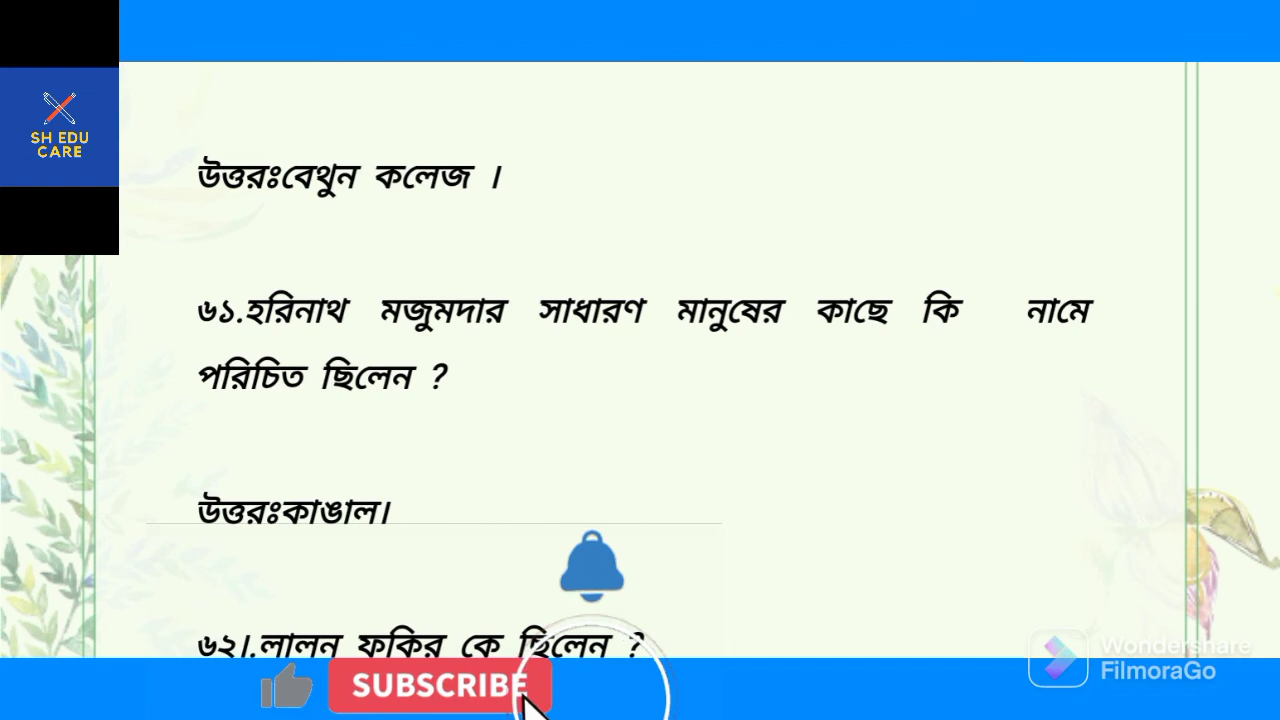 SH EDU
CARE
উত্তরঃবেথুন কলেজ ।
৬১.হরিনাথ মজুমদার সাধারণ মানুষের কাছে কি নামে
পরিচিত ছিলেন ?
উত্তরঃকাঙাল।
৬২।.লালন ফকির কে ছিলেন ?
SUBSCRIBE
Wondershare
FilmoraGo